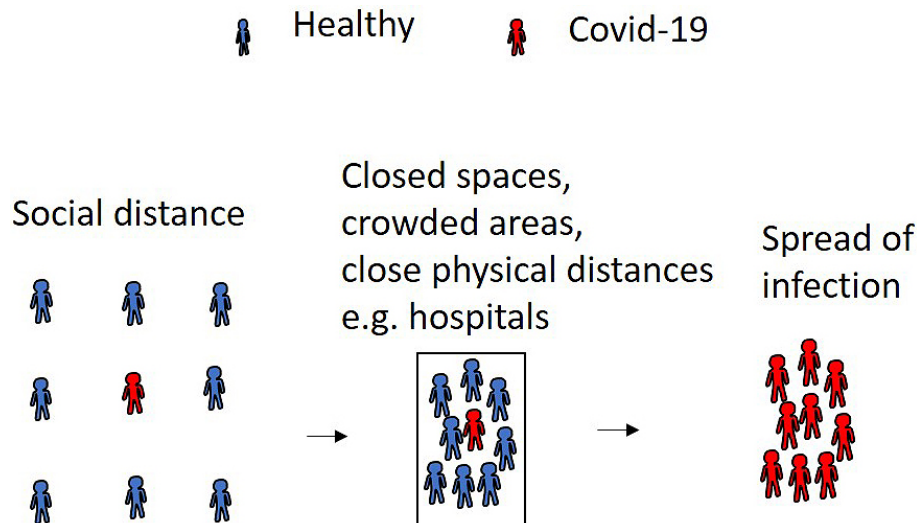 Healthy
Covid-19
Social distance
Closed spaces,
crowded areas,
close physical distances
e.g. hospitals
Spread of
infection